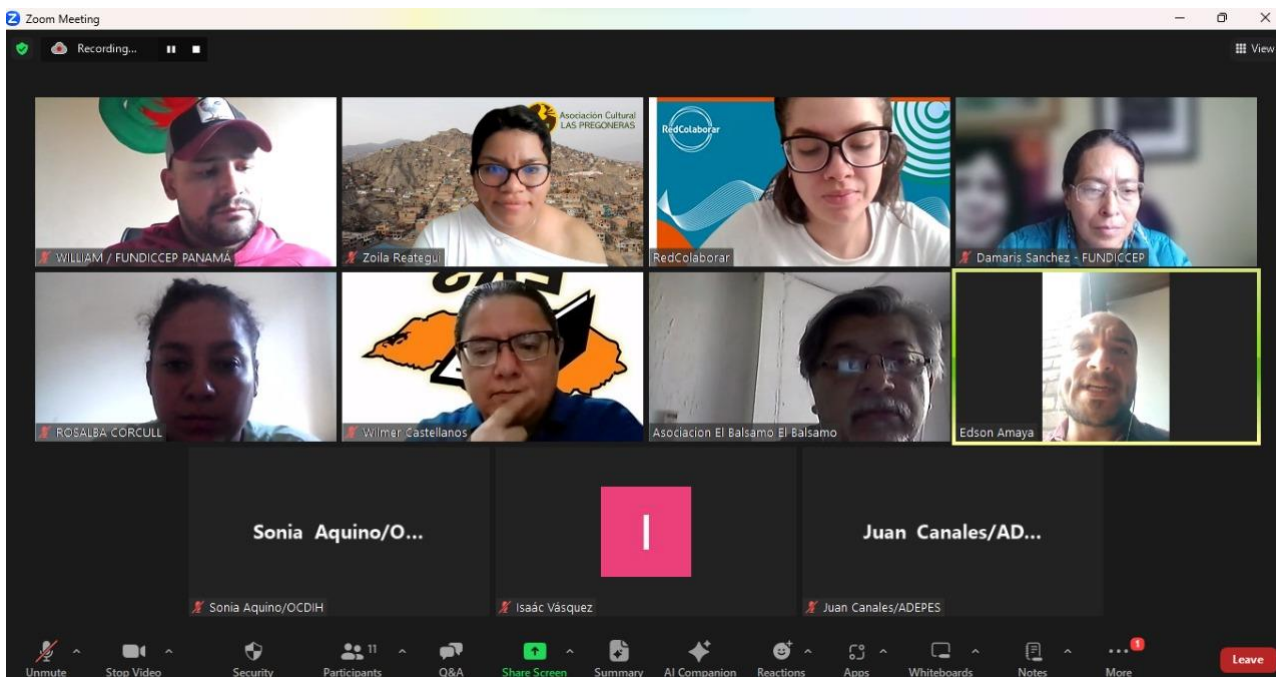 Zoom Meeting
Recording...
View
Asociación Cultural
LAS PREGONERAS
RedColaborar
WILLIAM / FUNDICCEP PANAMÁ
Zoila Reategui
RedColaborar
Damaris Sanchez - FUNDICCEP
ROSALBA CORCULL
Wilmer Castellanos
Asociacion El Balsamo El Balsamo
Edson Amaya
Sonia Aquino/O...
I
Juan Canales/AD...
Sonia Aquino/OCDIH
Isaác Vásquez
Juan Canales/ADEPES
11
1
Unmute
Stop Video
Security
Participants
Q&A
Share Screen
Summary
AI Companion
Reactions
Apps
Whiteboards
Notes
More
Leave